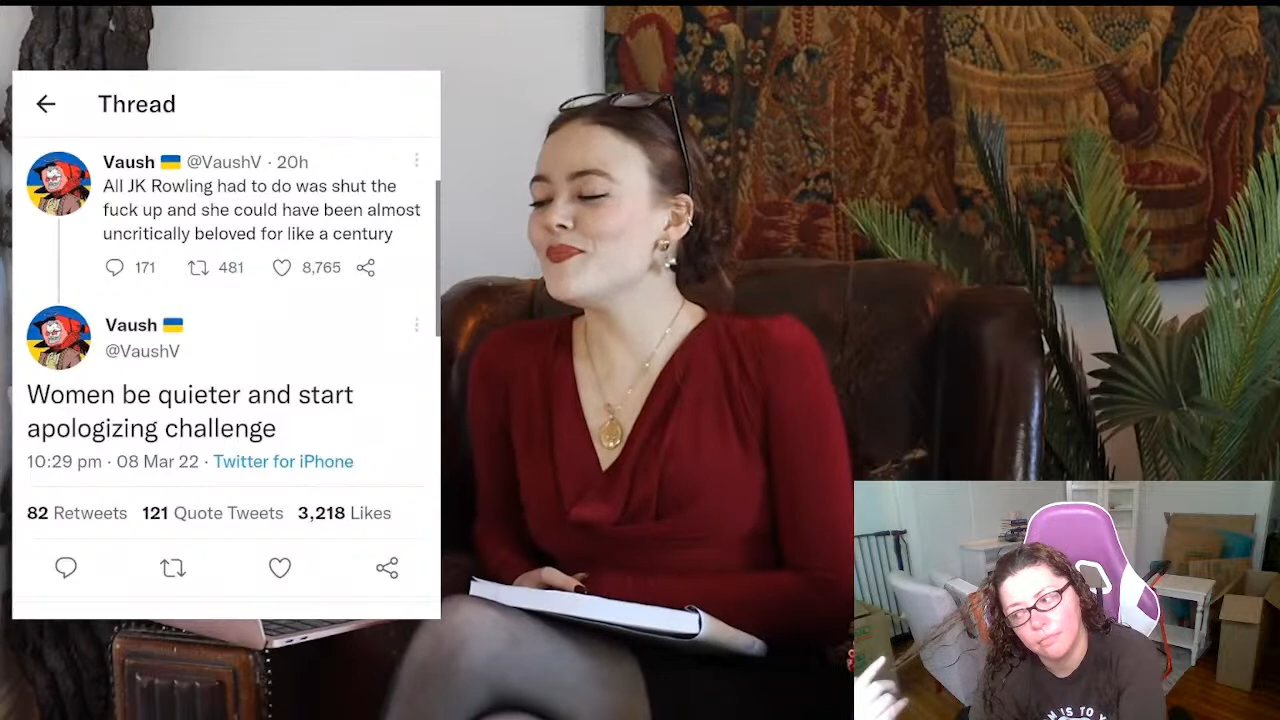 Thread
Vaush 🇺🇦 @VaushV · 20h
All JK Rowling had to do was shut the
fuck up and she could have been almost
uncritically beloved for like a century
171 481 8,765
Vaush 🇺🇦
@VaushV
Women be quieter and start
apologizing challenge
10:29 pm · 08 Mar 22 · Twitter for iPhone
82 Retweets 121 Quote Tweets 3,218 Likes
IS TO